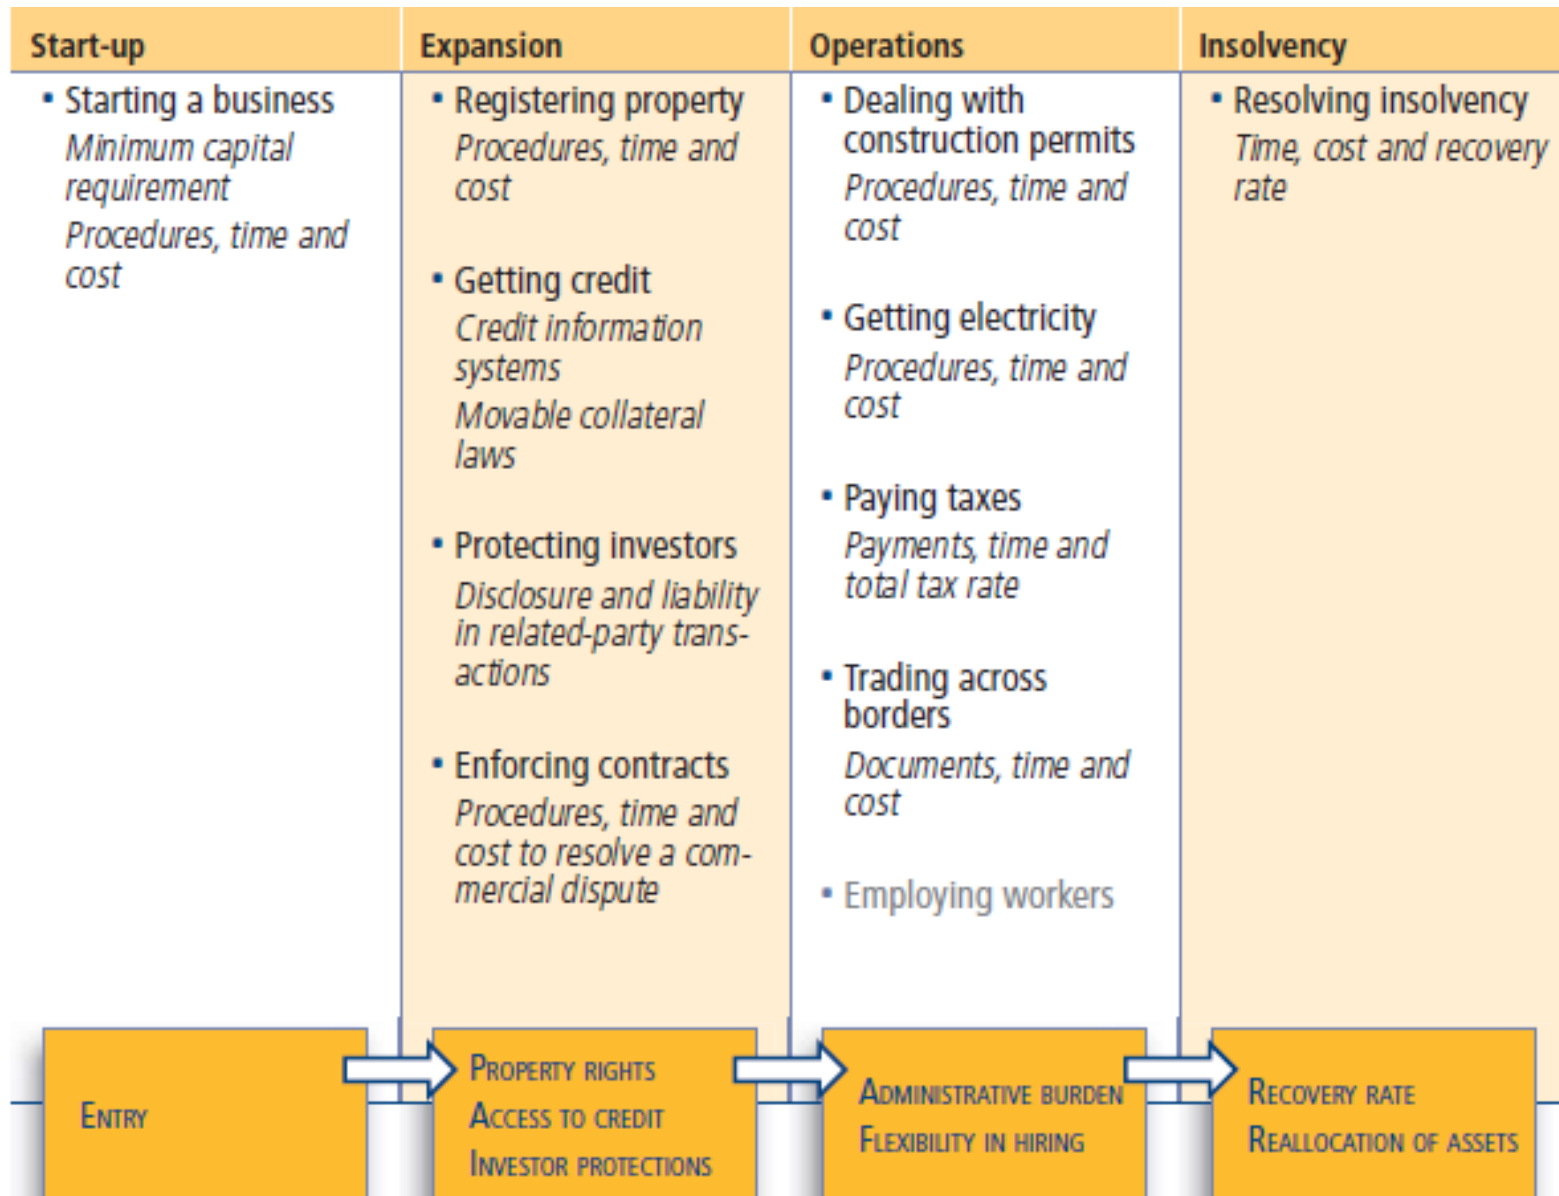 Start-up
• Starting a business
Minimum capital
requirement
Procedures, time and
cost
Expansion
• Registering property
Procedures, time and
cost
• Getting credit
Credit information
systems
Movable collateral
laws
• Protecting investors
Disclosure and liability
in related-party trans-
actions
• Enforcing contracts
Procedures, time and
cost to resolve a com-
mercial dispute
Operations
• Dealing with
construction permits
Procedures, time and
cost
• Getting electricity
Procedures, time and
cost
• Paying taxes
Payments, time and
total tax rate
• Trading across
borders
Documents, time and
cost
• Employing workers
Insolvency
• Resolving insolvency
Time, cost and recovery
rate
ENTRY
PROPERTY RIGHTS
ACCESS TO CREDIT
INVESTOR PROTECTIONS
ADMINISTRATIVE BURDEN
FLEXIBILITY IN HIRING
RECOVERY RATE
REALLOCATION OF ASSETS